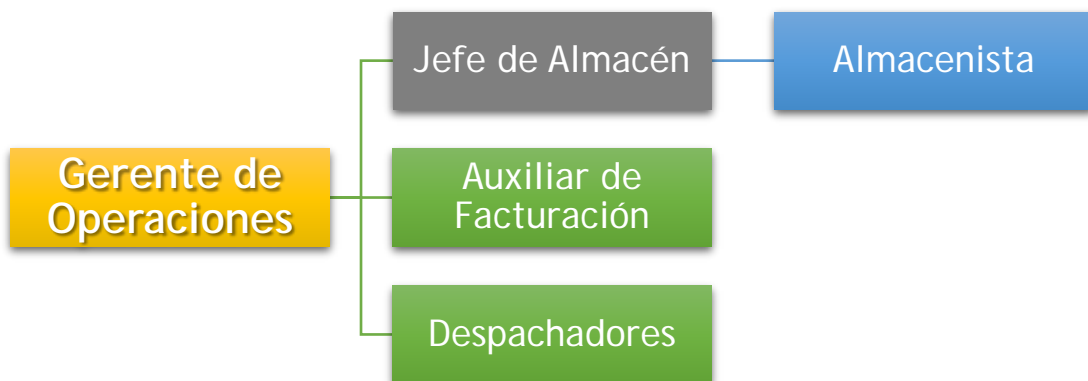 Jefe de Almacén
Almacenista
Gerente de
Operaciones
Auxiliar de
Facturación
Despachadores